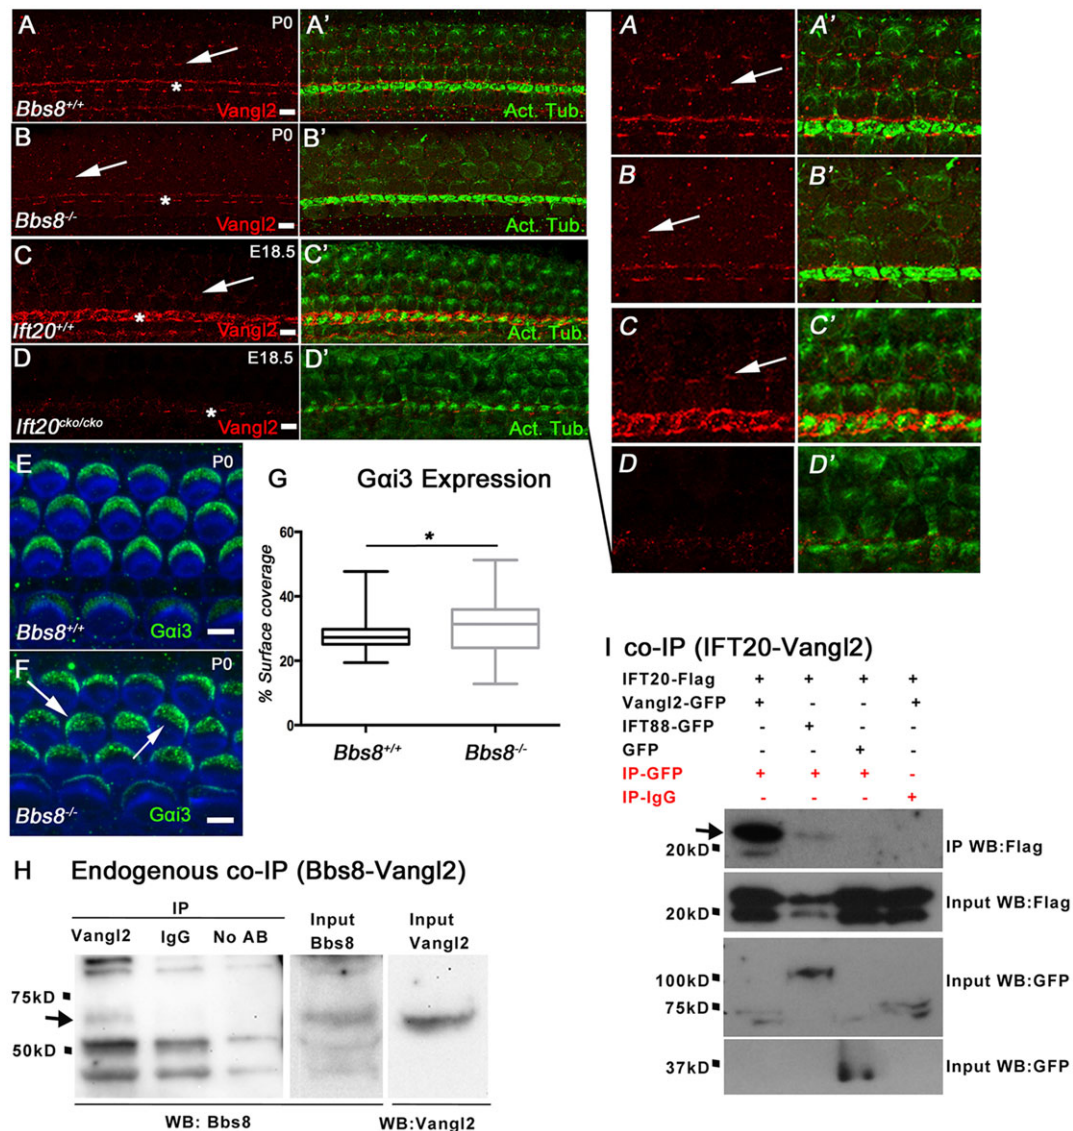 A P0 A' A A'
Bbs8+/+ * Vangl2 Act. Tub.
B P0 B' B B'
Bbs8-/- * Vangl2 Act. Tub.
C E18.5 C' C C'
Ift20+/+ * Vangl2 Act. Tub.
D E18.5 D' D D'
Ift20cko/cko * Vangl2 Act. Tub.
E P0
Bbs8+/+ Gαi3
F P0
Bbs8-/- Gαi3
G Gαi3 Expression
*
% Surface coverage
60
40
20
0
Bbs8+/+ Bbs8-/-
H Endogenous co-IP (Bbs8-Vangl2)
IP Input Input
Vangl2 IgG No AB Bbs8 Vangl2
75kD
50kD
WB: Bbs8 WB:Vangl2
I co-IP (IFT20-Vangl2)
IFT20-Flag + + + +
Vangl2-GFP + - - +
IFT88-GFP - + - -
GFP - - + -
IP-GFP + + + -
IP-IgG - - - +
20kD IP WB:Flag
20kD Input WB:Flag
100kD Input WB:GFP
75kD
37kD Input WB:GFP